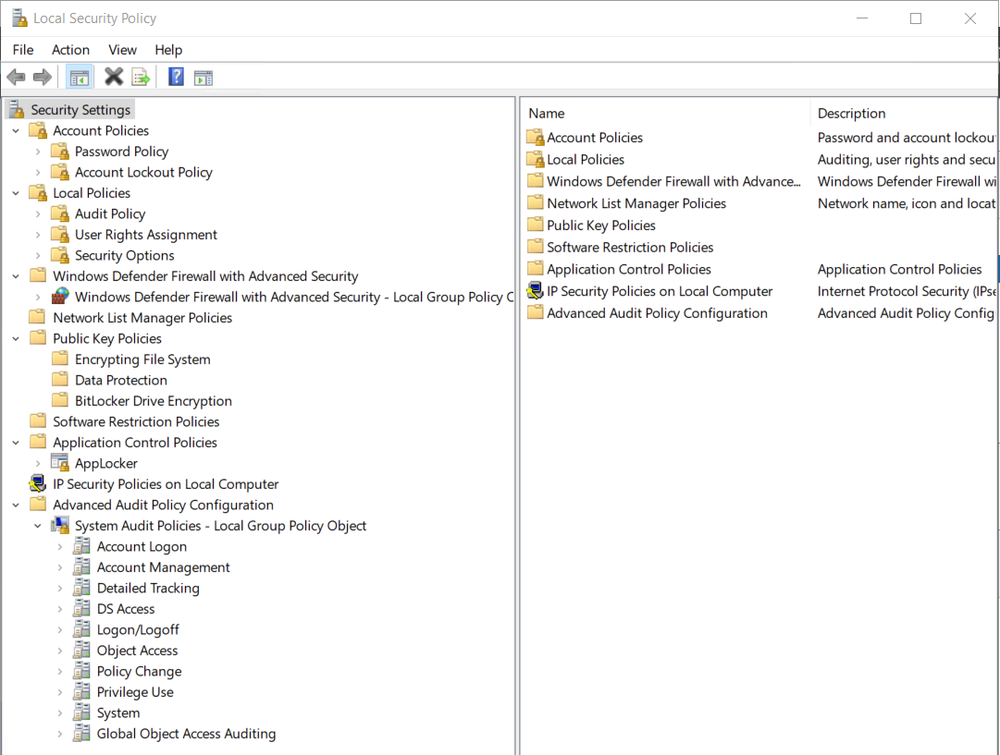 Local Security Policy
File Action View Help
Security Settings
Account Policies
Password Policy
Account Lockout Policy
Local Policies
Audit Policy
User Rights Assignment
Security Options
Windows Defender Firewall with Advanced Security
Windows Defender Firewall with Advanced Security - Local Group Policy C
Network List Manager Policies
Public Key Policies
Encrypting File System
Data Protection
BitLocker Drive Encryption
Software Restriction Policies
Application Control Policies
AppLocker
IP Security Policies on Local Computer
Advanced Audit Policy Configuration
System Audit Policies - Local Group Policy Object
Account Logon
Account Management
Detailed Tracking
DS Access
Logon/Logoff
Object Access
Policy Change
Privilege Use
System
Global Object Access Auditing
Name Description
Account Policies Password and account lockou
Local Policies Auditing, user rights and secu
Windows Defender Firewall with Advance... Windows Defender Firewall wi
Network List Manager Policies Network name, icon and locat
Public Key Policies
Software Restriction Policies
Application Control Policies Application Control Policies
IP Security Policies on Local Computer Internet Protocol Security (IPse
Advanced Audit Policy Configuration Advanced Audit Policy Config